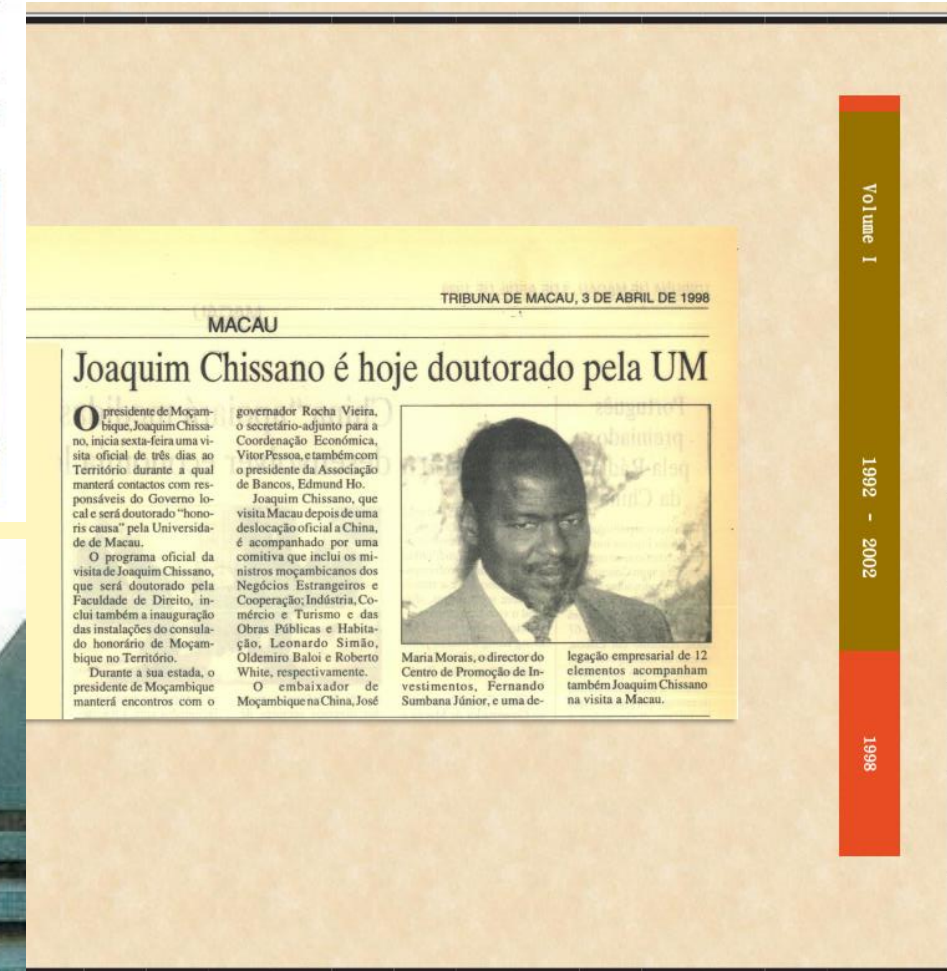 TRIBUNA DE MACAU, 3 DE ABRIL DE 1998
MACAU
Joaquim Chissano é hoje doutorado pela UM
O presidente de Moçam-
bique, Joaquim Chissa-
no, inicia sexta-feira uma vi-
sita oficial de três dias ao
Território durante a qual
manterá contactos com res-
ponsáveis do Governo lo-
cal e será doutorado "hono-
ris causa" pela Universida-
de de Macau.
O programa oficial da
visita de Joaquim Chissano,
que será doutorado pela
Faculdade de Direito, in-
clui também a inauguração
das instalações do consula-
do honorário de Moçam-
bique no Território.
Durante a sua estada, o
presidente de Moçambique
manterá encontros com o
governador Rocha Vieira,
o secretário-adjunto para a
Coordenação Económica,
Vitor Pessoa, e também com
o presidente da Associação
de Bancos, Edmund Ho.
Joaquim Chissano, que
visita Macau depois de uma
deslocação oficial a China,
é acompanhado por uma
comitiva que inclui os mi-
nistros moçambicanos dos
Negócios Estrangeiros e
Cooperação; Indústria, Co-
mércio e Turismo e das
Obras Públicas e Habita-
ção, Leonardo Simão,
Oldemiro Baloi e Roberto
White, respectivamente.
O embaixador de
Moçambique na China, José
Maria Morais, o director do
Centro de Promoção de In-
vestimentos, Fernando
Sumbana Júnior, e uma de-
legação empresarial de 12
elementos acompanham
também Joaquim Chissano
na visita a Macau.
Volume I
1992 - 2002
1998